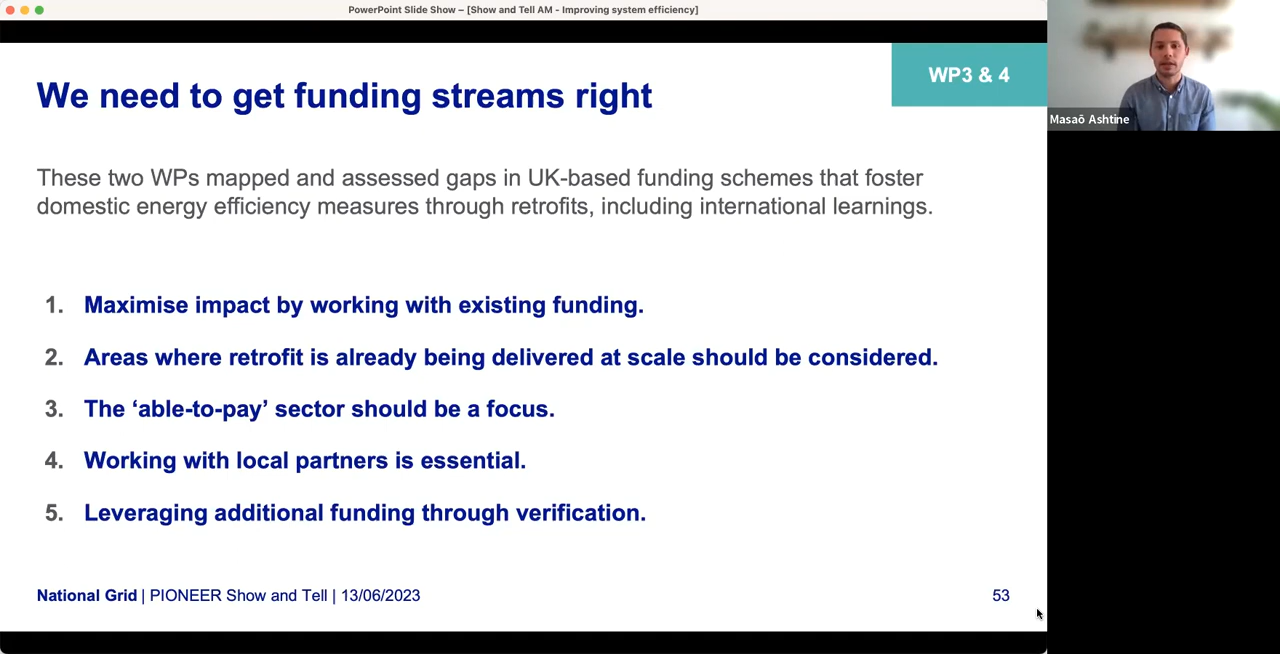 PowerPoint Slide Show – [Show and Tell AM - Improving system efficiency]
We need to get funding streams right
WP3 & 4
Masaō Ashtine
These two WPs mapped and assessed gaps in UK-based funding schemes that foster
domestic energy efficiency measures through retrofits, including international learnings.
1. Maximise impact by working with existing funding.
2. Areas where retrofit is already being delivered at scale should be considered.
3. The ‘able-to-pay’ sector should be a focus.
4. Working with local partners is essential.
5. Leveraging additional funding through verification.
National Grid | PIONEER Show and Tell | 13/06/2023
53